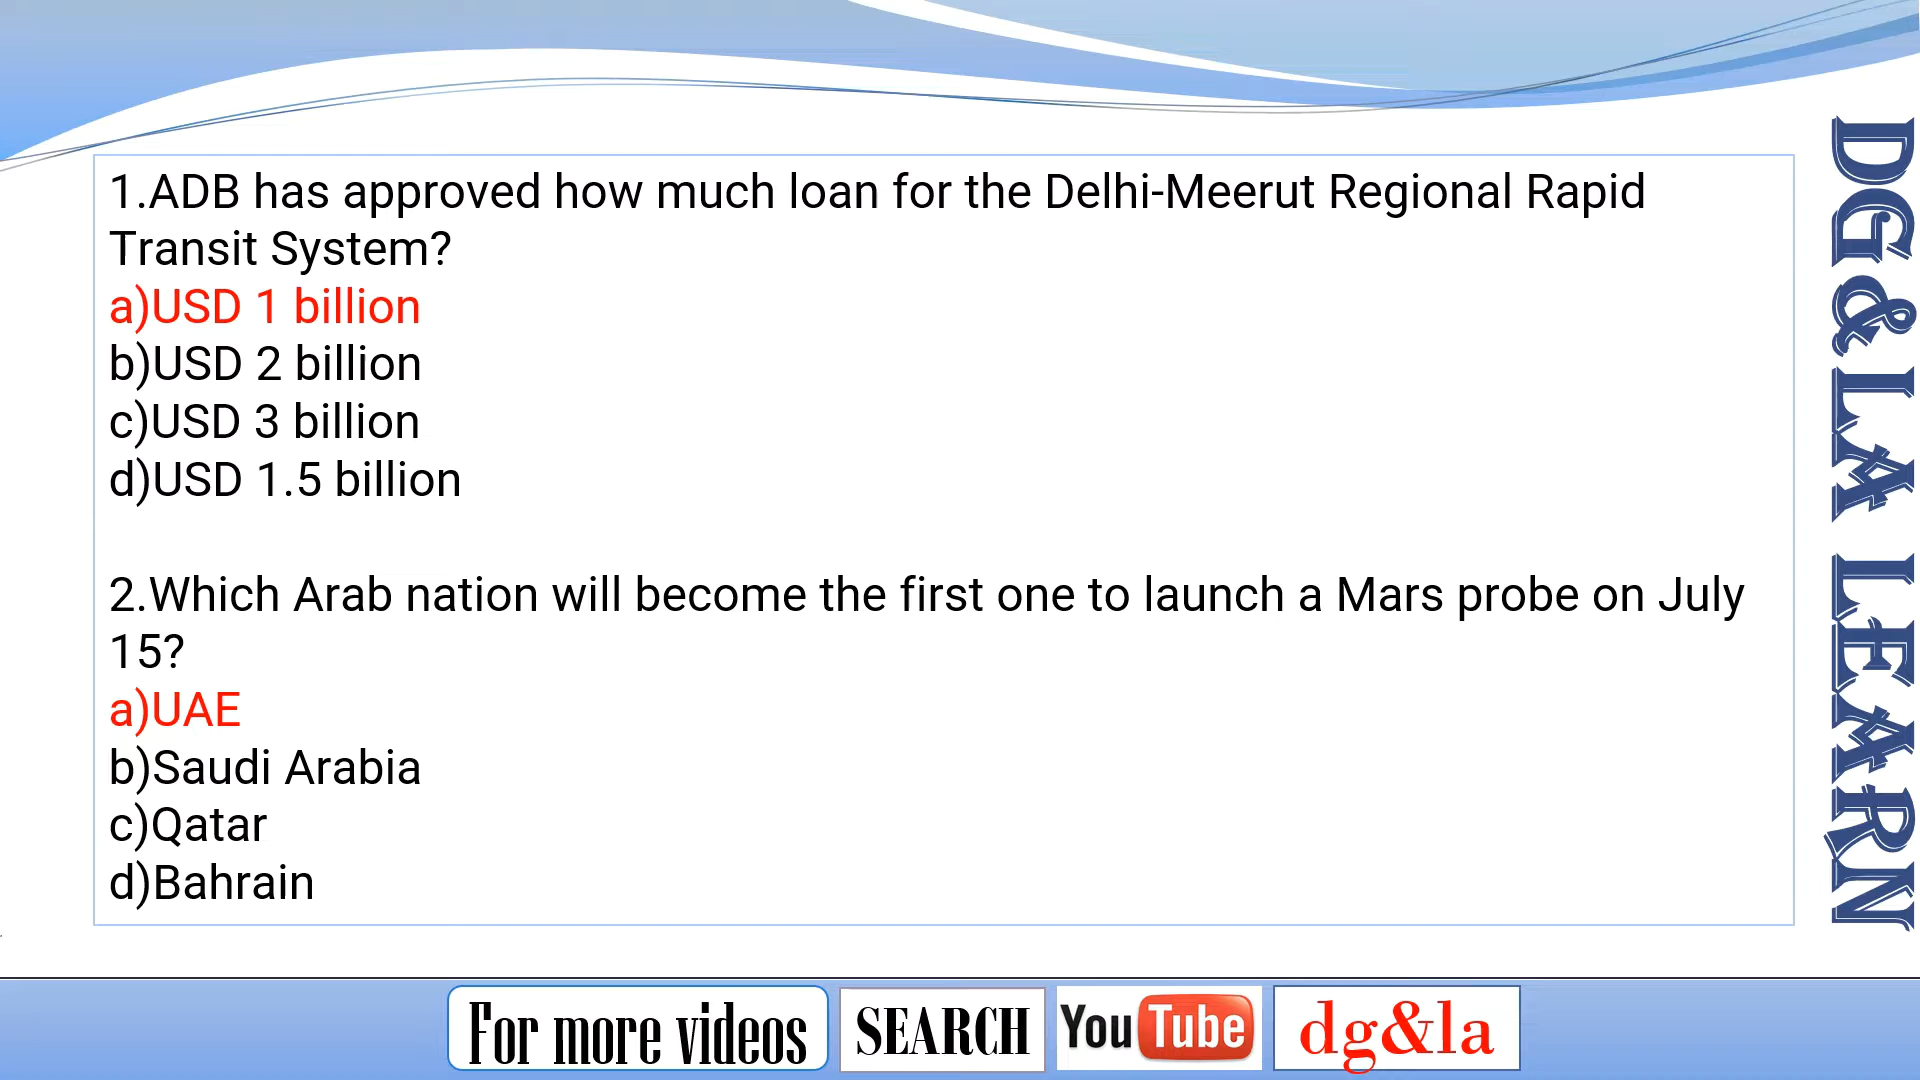 1.ADB has approved how much loan for the Delhi-Meerut Regional Rapid
Transit System?
a)USD 1 billion
b)USD 2 billion
c)USD 3 billion
d)USD 1.5 billion
2.Which Arab nation will become the first one to launch a Mars probe on July
15?
a)UAE
b)Saudi Arabia
c)Qatar
d)Bahrain
DG&LA LEARN
For more videos
SEARCH
YouTube
dg&la